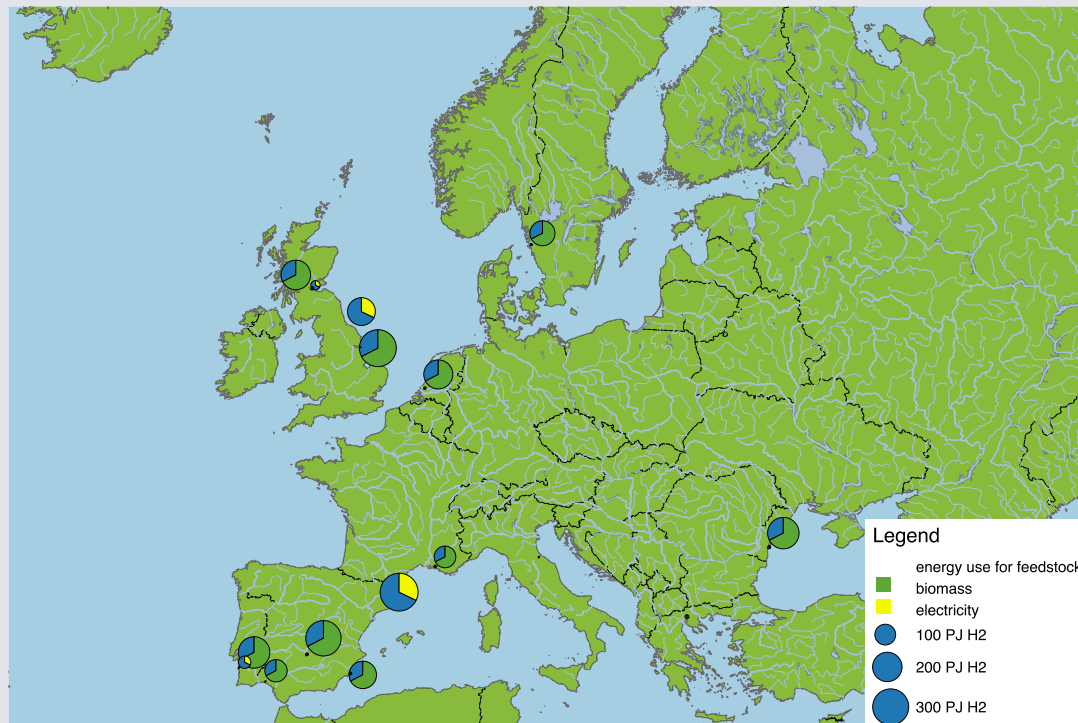 Legend
energy use for feedstock
biomass
electricity
100 PJ H2
200 PJ H2
300 PJ H2